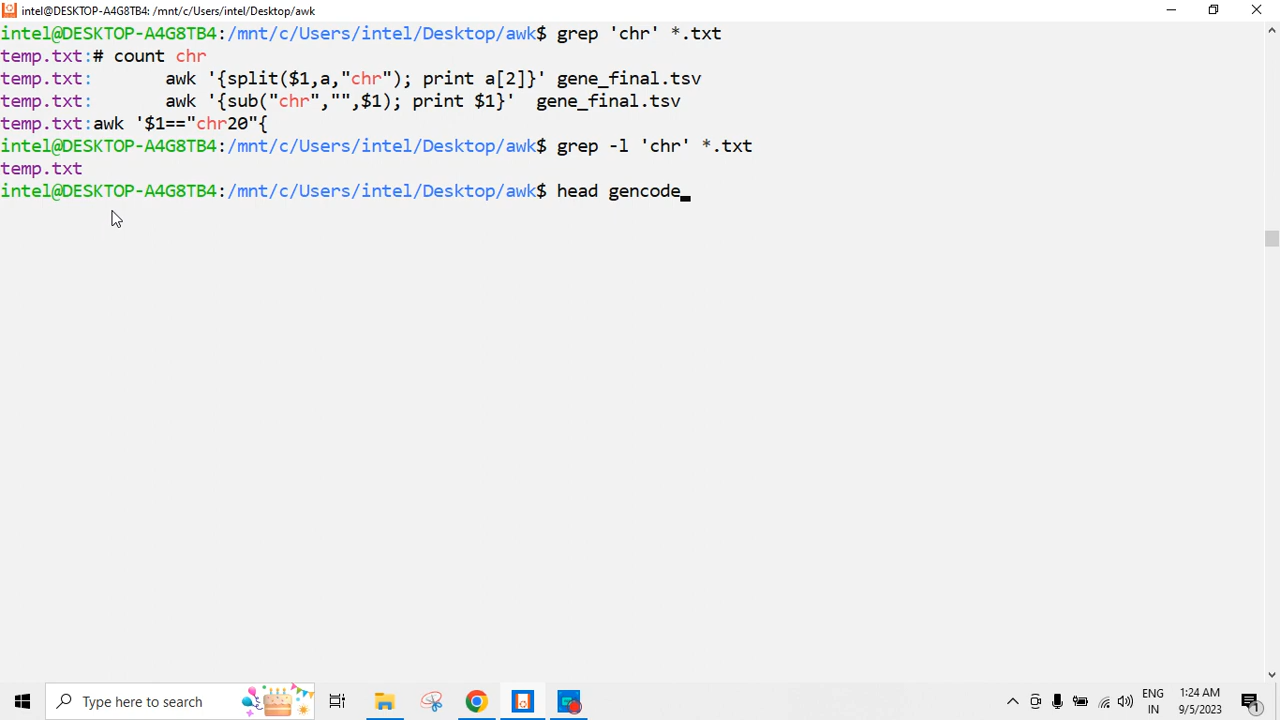 intel@DESKTOP-A4G8TB4: /mnt/c/Users/intel/Desktop/awk
intel@DESKTOP-A4G8TB4:/mnt/c/Users/intel/Desktop/awk$ grep 'chr' *.txt
temp.txt:# count chr
temp.txt:       awk '{split($1,a,"chr"); print a[2]}' gene_final.tsv
temp.txt:       awk '{sub("chr","",$1); print $1}'  gene_final.tsv
temp.txt:awk '$1=="chr20"{
intel@DESKTOP-A4G8TB4:/mnt/c/Users/intel/Desktop/awk$ grep -l 'chr' *.txt
temp.txt
intel@DESKTOP-A4G8TB4:/mnt/c/Users/intel/Desktop/awk$ head gencode
Type here to search
ENG
IN
1:24 AM
9/5/2023
1